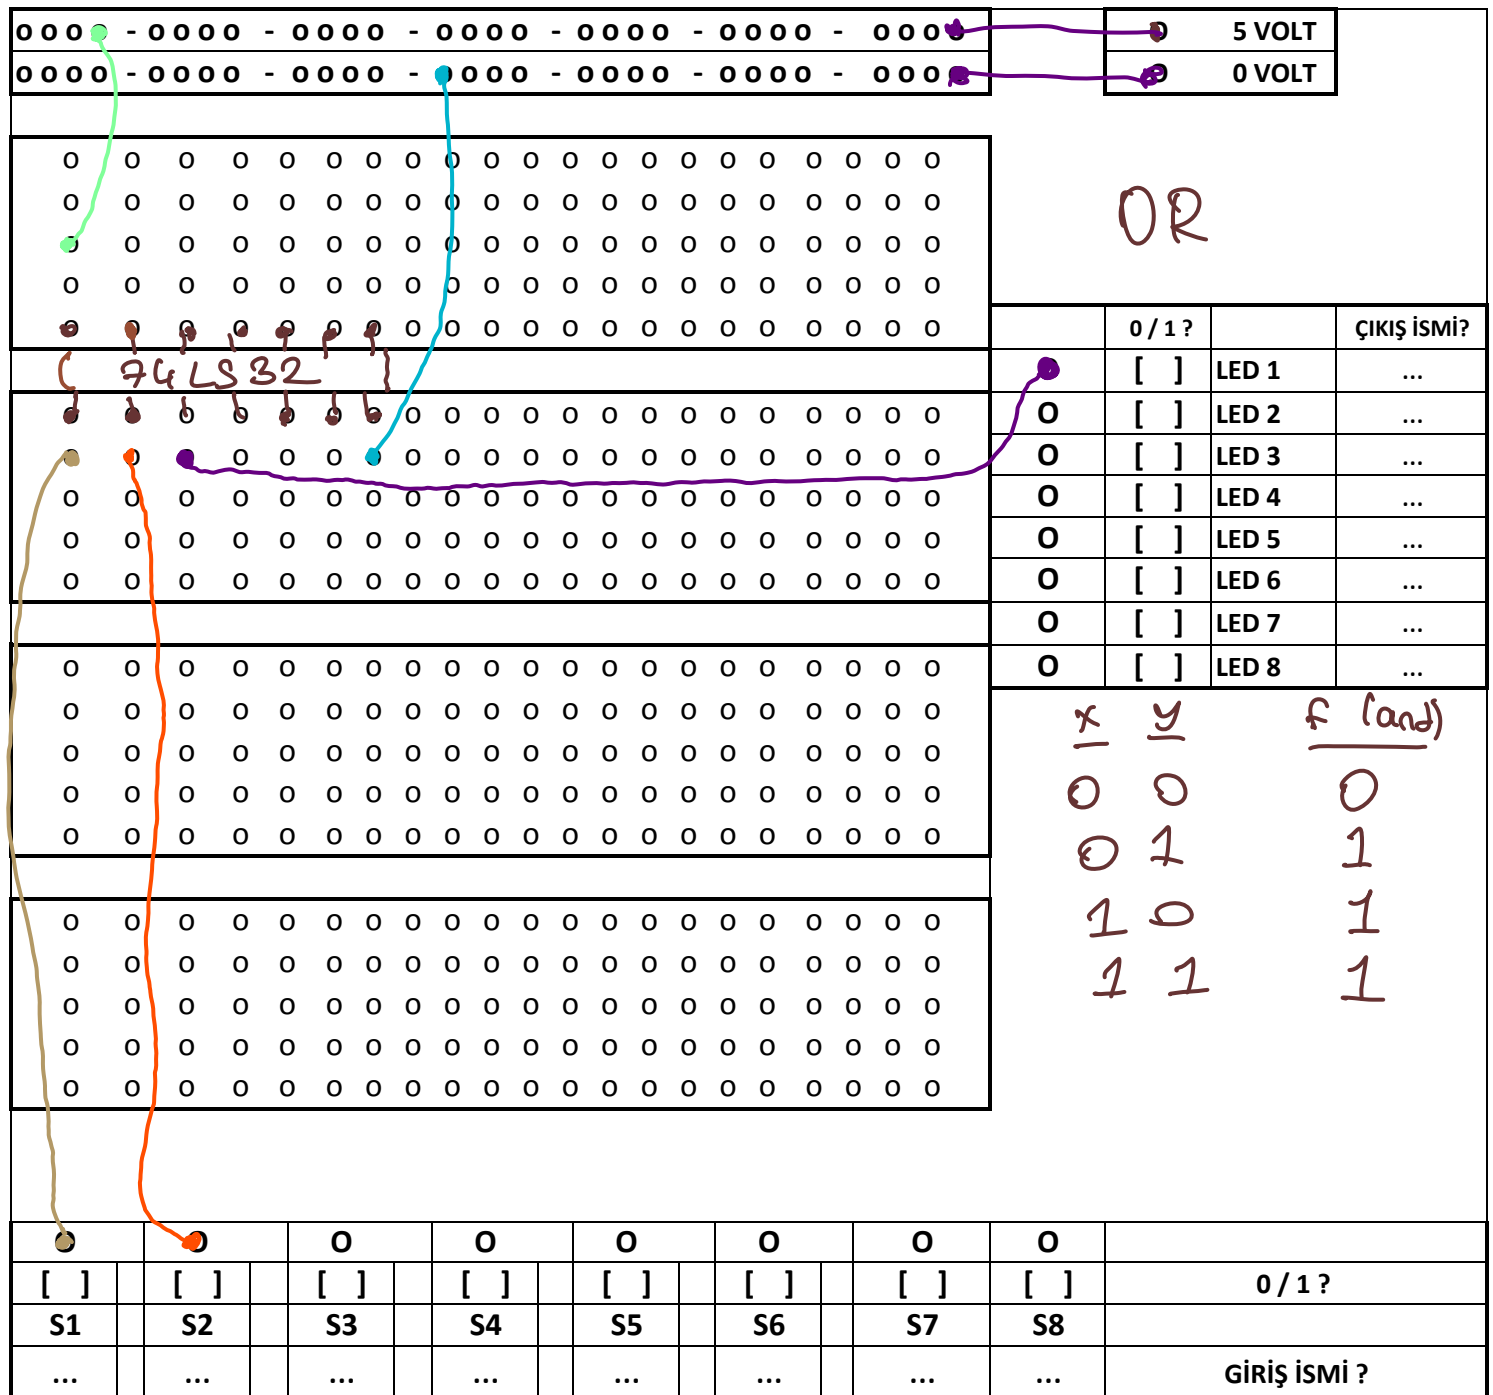 o o o o - o o o o - o o o o - o o o o - o o o o - o o o o - o o o o O 5 VOLT
o o o o - o o o o - o o o o - o o o o - o o o o - o o o o - o o o o O 0 VOLT
o o o o o o o o o o o o o o o o o o o o o o
o o o o o o o o o o o o o o o o o o o o o o
OR
o o o o o o o o o o o o o o o o o o o o o o
o o o o o o o o o o o o o o o o o o o o o o
o o o o o o o o o o o o o o o o o o o o o o 0 / 1 ? ÇIKIŞ İSMİ?
74LS32 O [ ] LED 1 ...
o o o o o o o o o o o o o o o o o o o o o o O [ ] LED 2 ...
o o o o o o o o o o o o o o o o o o o o o o O [ ] LED 3 ...
o o o o o o o o o o o o o o o o o o o o o o O [ ] LED 4 ...
o o o o o o o o o o o o o o o o o o o o o o O [ ] LED 5 ...
o o o o o o o o o o o o o o o o o o o o o o O [ ] LED 6 ...
O [ ] LED 7 ...
o o o o o o o o o o o o o o o o o o o o o o O [ ] LED 8 ...
o o o o o o o o o o o o o o o o o o o o o o x y f (and)
o o o o o o o o o o o o o o o o o o o o o o
o o o o o o o o o o o o o o o o o o o o o o 0 0 0
o o o o o o o o o o o o o o o o o o o o o o 0 1 1
o o o o o o o o o o o o o o o o o o o o o o 1 0 1
o o o o o o o o o o o o o o o o o o o o o o 1 1 1
o o o o o o o o o o o o o o o o o o o o o o
o o o o o o o o o o o o o o o o o o o o o o
o o o o o o o o o o o o o o o o o o o o o o
O O O O O O O O
[ ] [ ] [ ] [ ] [ ] [ ] [ ] [ ] 0 / 1 ?
S1 S2 S3 S4 S5 S6 S7 S8
... ... ... ... ... ... ... ... GİRİŞ İSMİ ?